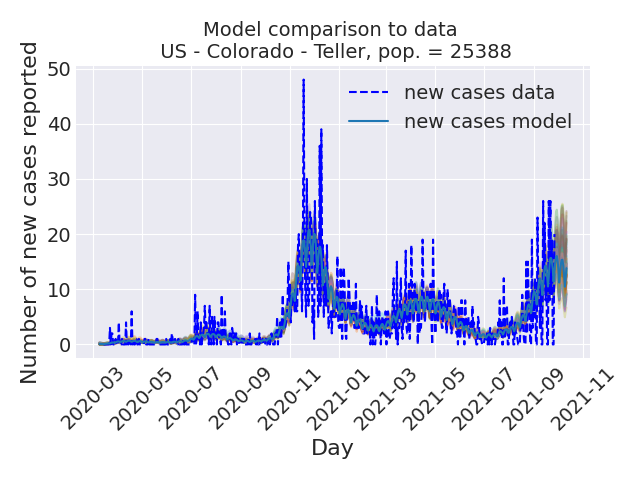 Model comparison to data
US - Colorado - Teller, pop. = 25388
Number of new cases reported
50
40
30
20
10
0
new cases data
new cases model
2020-03
2020-05
2020-07
2020-09
2020-11
2021-01
2021-03
2021-05
2021-07
2021-09
2021-11
Day